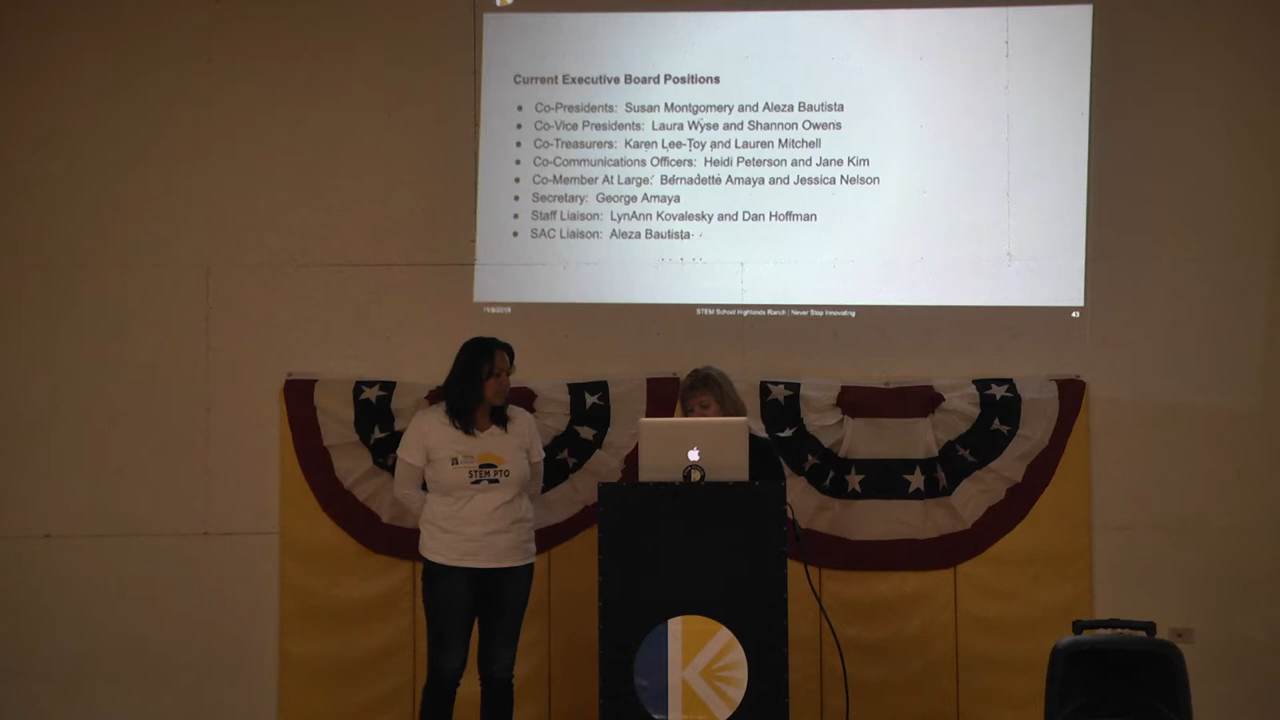 Current Executive Board Positions
Co-Presidents: Susan Montgomery and Aleza Bautista
Co-Vice Presidents: Laura Wyse and Shannon Owens
Co-Treasurers: Karen Lee-Toy and Lauren Mitchell
Co-Communications Officers: Heidi Peterson and Jane Kim
Co-Member At Large: Bernadette Amaya and Jessica Nelson
Secretary: George Amaya
Staff Liaison: LynAnn Kovalesky and Dan Hoffman
SAC Liaison: Aleza Bautista
STEM School Highlands Ranch | Never Stop Innovating
43
STEM PTO
K